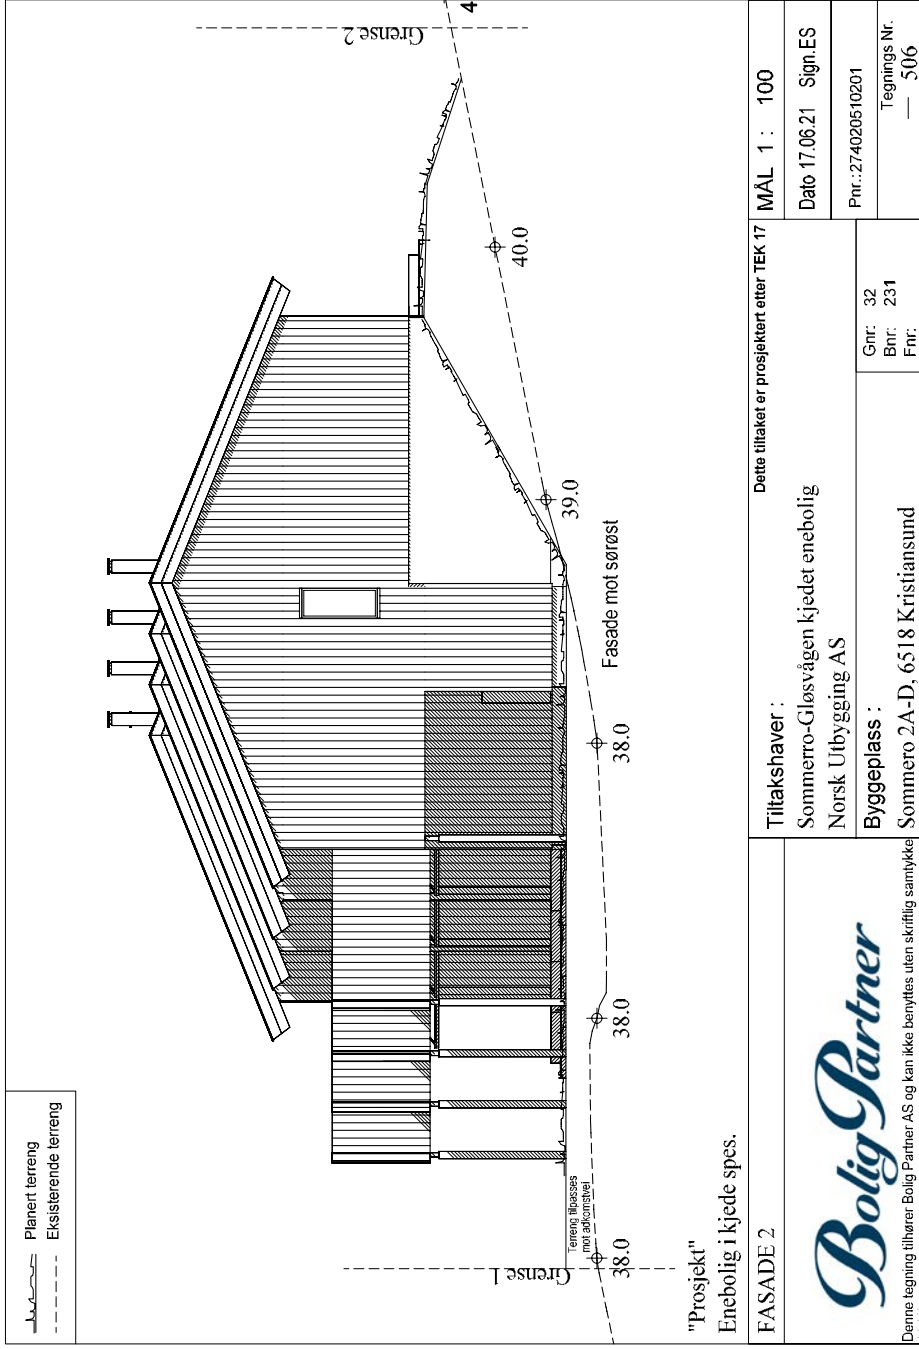 Planert terreng
Eksisterende terreng
Grense 1
Grense 2
Terreng tilpasses
mot adkomstvei
38.0
38.0
38.0
39.0
40.0
4
Fasade mot sørøst
"Prosjekt"
Enebolig i kjede spes.
FASADE 2
BoligPartner
Denne tegning tilhører Bolig Partner AS og kan ikke benyttes uten skriftlig samtykke
Tiltakshaver :
Dette tiltaket er prosjektert etter TEK 17
Sommerro-Gløsvågen kjedet enebolig
Norsk Utbygging AS
Byggeplass :
Sommero 2A-D, 6518 Kristiansund
Gnr: 32
Bnr: 231
Fnr:
MÅL 1 : 100
Dato 17.06.21 Sign.ES
Pnr.:274020510201
Tegnings Nr.
— 506